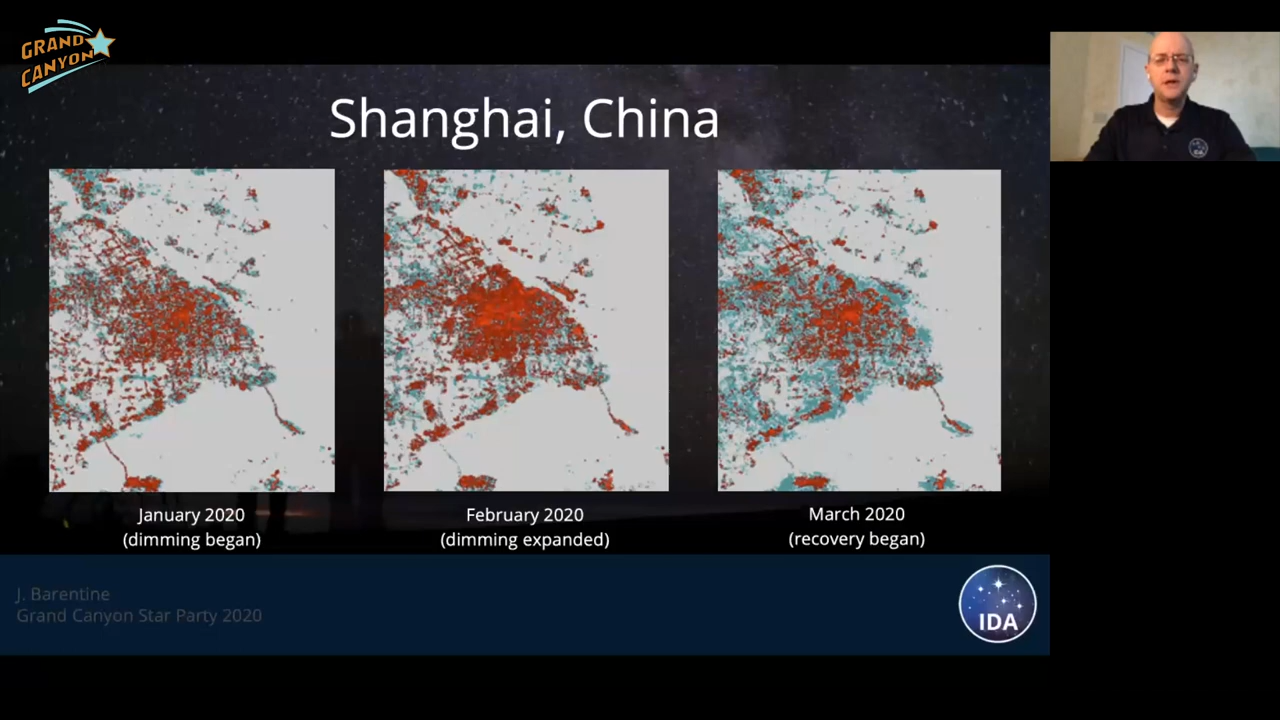 GRAND
CANYON
Shanghai, China
January 2020
(dimming began)
February 2020
(dimming expanded)
March 2020
(recovery began)
J. Barentine
Grand Canyon Star Party 2020
IDA
IDA